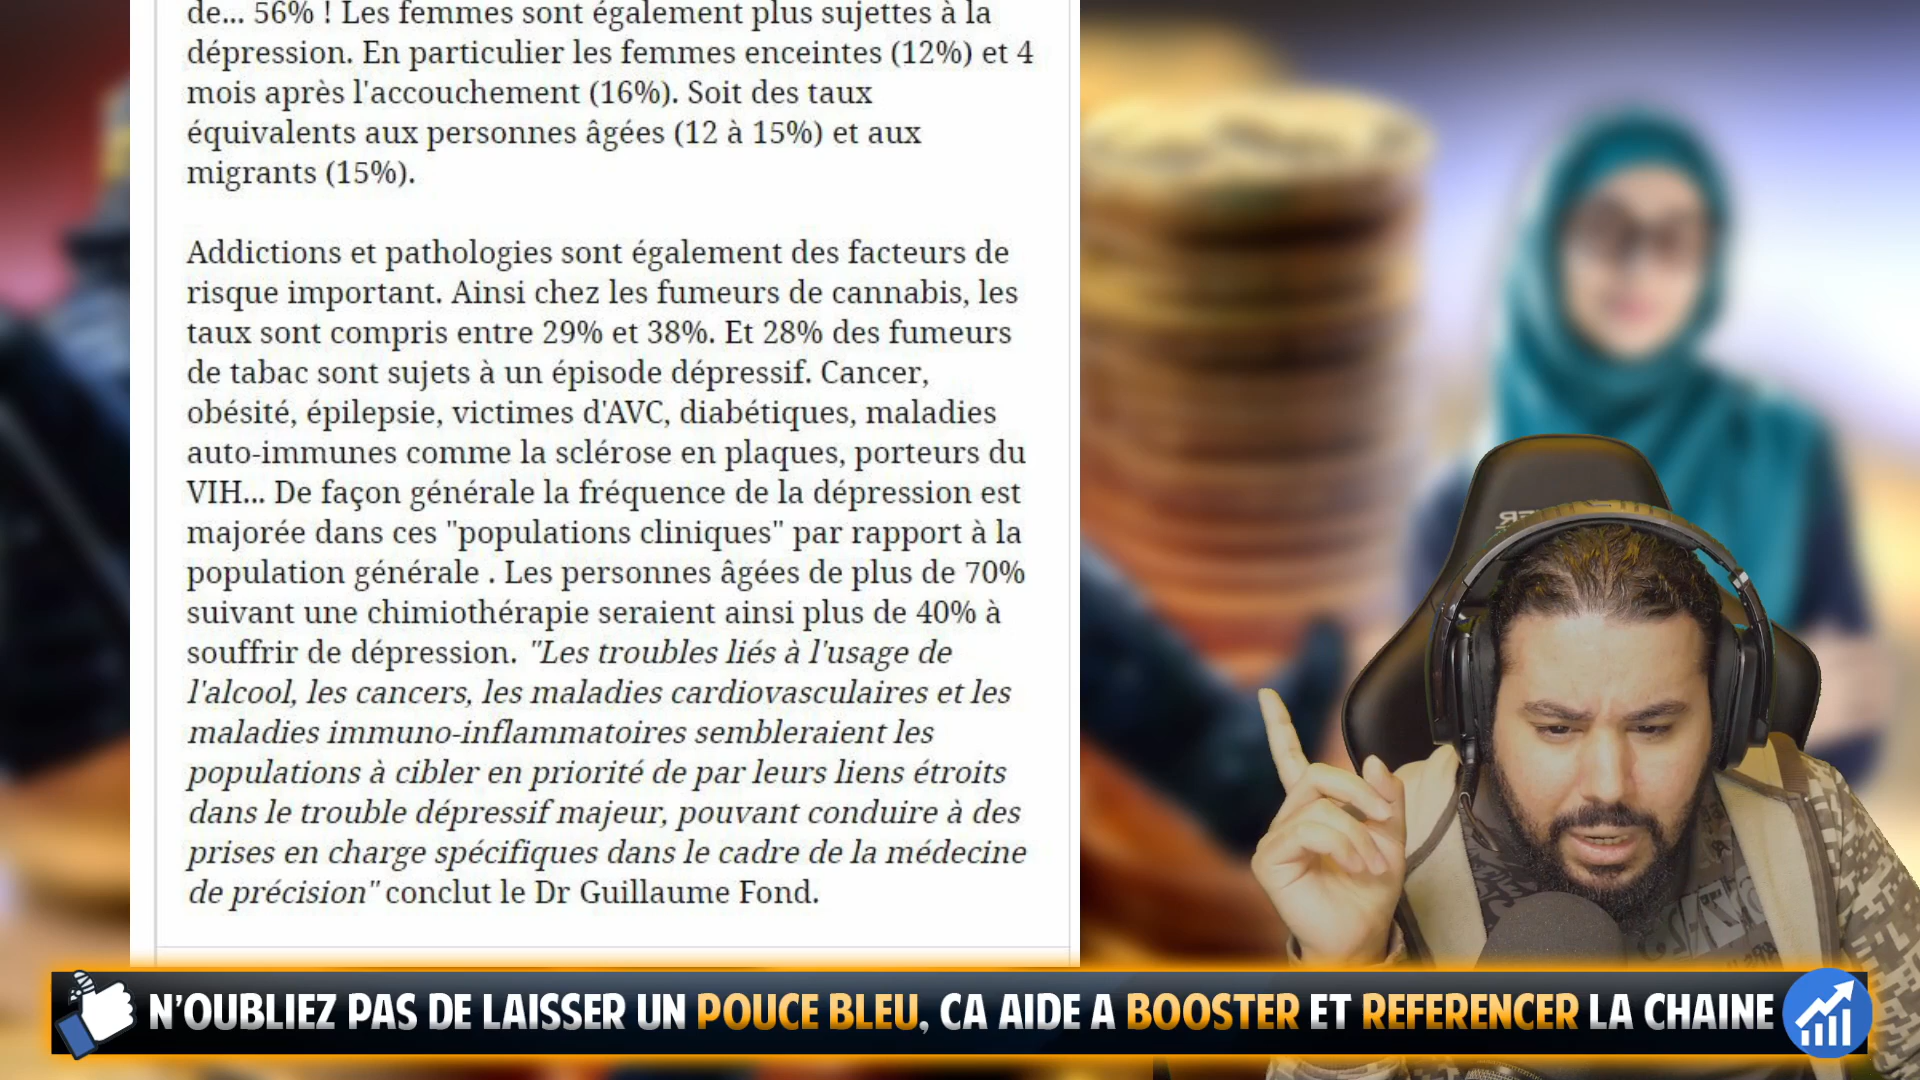 de... 56% ! Les femmes sont également plus sujettes à la
dépression. En particulier les femmes enceintes (12%) et 4
mois après l'accouchement (16%). Soit des taux
équivalents aux personnes âgées (12 à 15%) et aux
migrants (15%).
Addictions et pathologies sont également des facteurs de
risque important. Ainsi chez les fumeurs de cannabis, les
taux sont compris entre 29% et 38%. Et 28% des fumeurs
de tabac sont sujets à un épisode dépressif. Cancer,
obésité, épilepsie, victimes d'AVC, diabétiques, maladies
auto-immunes comme la sclérose en plaques, porteurs du
VIH... De façon générale la fréquence de la dépression est
majorée dans ces "populations cliniques" par rapport à la
population générale . Les personnes âgées de plus de 70%
suivant une chimiothérapie seraient ainsi plus de 40% à
souffrir de dépression. "Les troubles liés à l'usage de
l'alcool, les cancers, les maladies cardiovasculaires et les
maladies immuno-inflammatoires sembleraient les
populations à cibler en priorité de par leurs liens étroits
dans le trouble dépressif majeur, pouvant conduire à des
prises en charge spécifiques dans le cadre de la médecine
de précision" conclut le Dr Guillaume Fond.
N'OUBLIEZ PAS DE LAISSER UN POUCE BLEU, CA AIDE A BOOSTER ET REFERENCER LA CHAINE